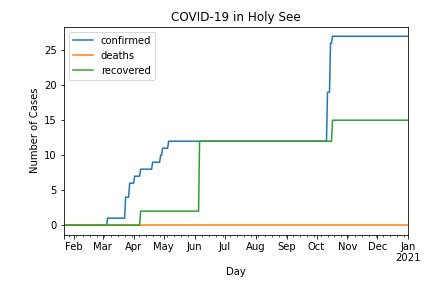 COVID-19 in Holy See
confirmed
deaths
recovered
Number of Cases
25
20
15
10
5
0
Feb Mar Apr May Jun Jul Aug Sep Oct Nov Dec Jan
2021
Day